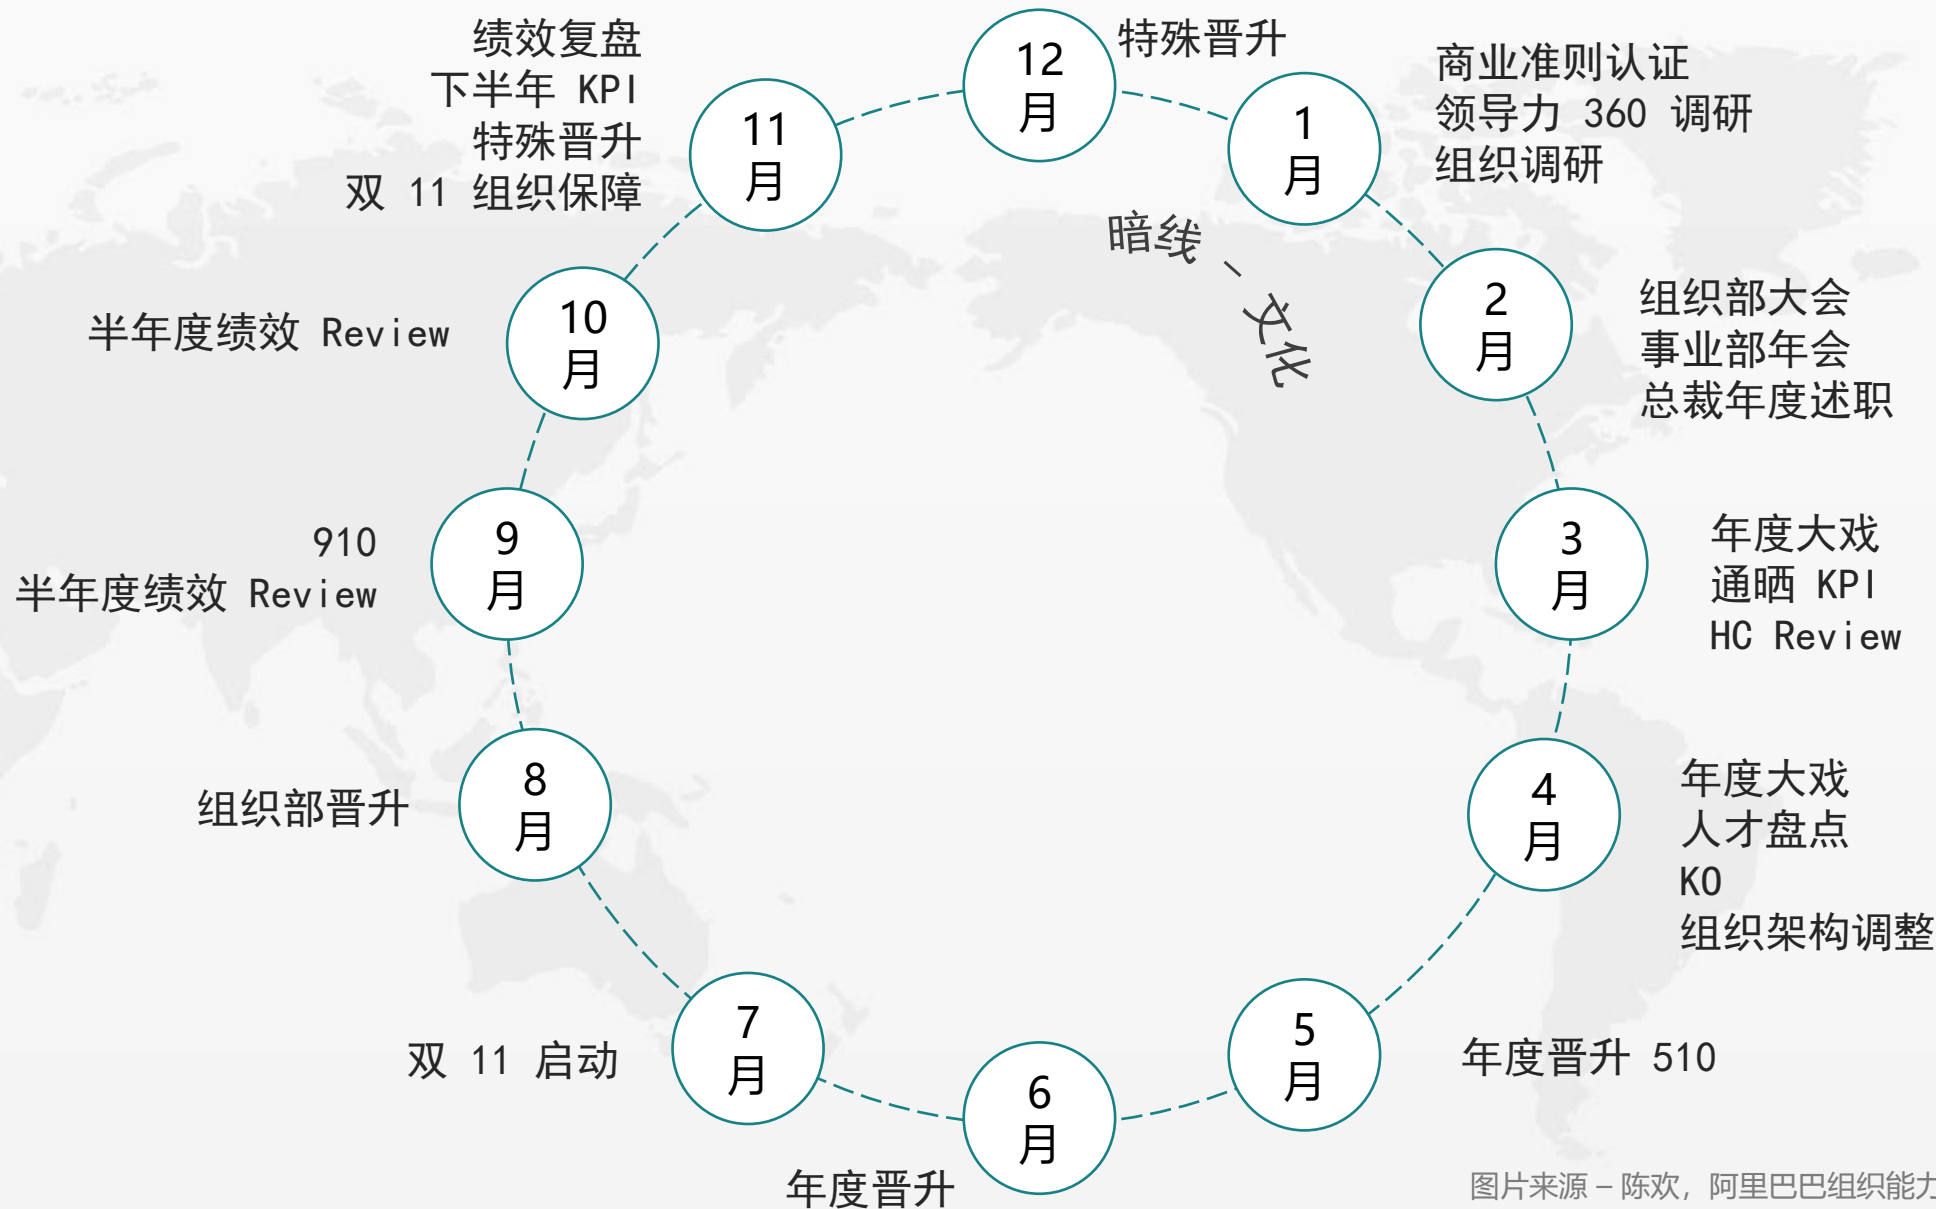 12
月
特殊晋升
1
月
商业准则认证
领导力 360 调研
组织调研
2
月
组织部大会
事业部年会
总裁年度述职
3
月
年度大戏
通晒 KPI
HC Review
4
月
年度大戏
人才盘点
KO
组织架构调整
5
月
年度晋升 510
6
月
年度晋升
7
月
双 11 启动
8
月
组织部晋升
9
月
910
半年度绩效 Review
10
月
半年度绩效 Review
11
月
绩效复盘
下半年 KPI
特殊晋升
双 11 组织保障
暗线 - 文化
图片来源 – 陈欢，阿里巴巴组织能力